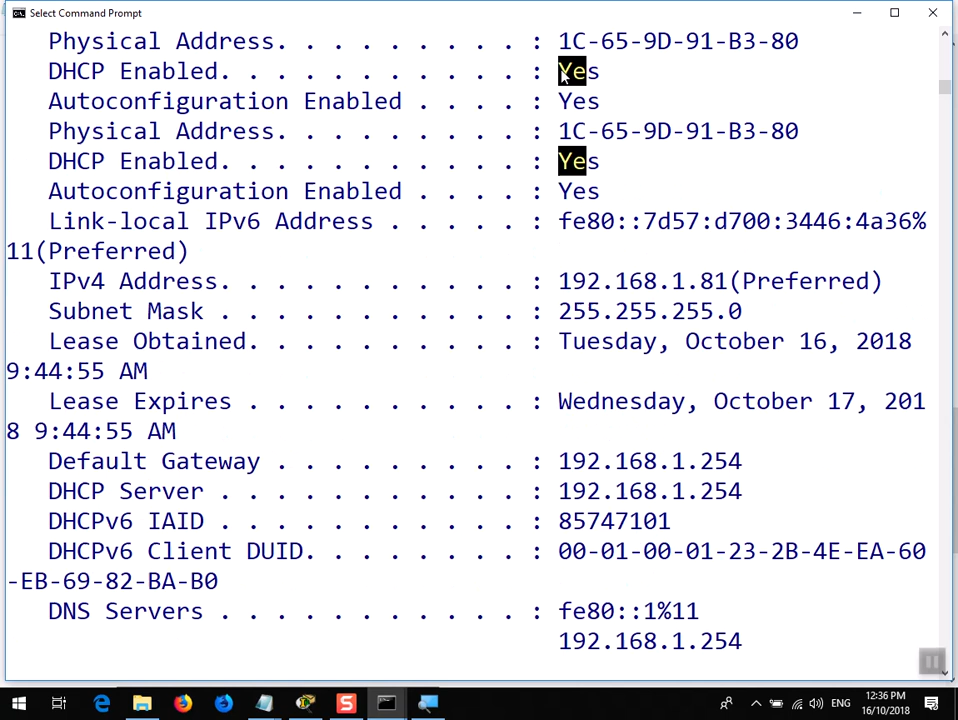 Select Command Prompt
Physical Address. . . . . . . . . : 1C-65-9D-91-B3-80
DHCP Enabled. . . . . . . . . . . : Yes
Autoconfiguration Enabled . . . . : Yes
Physical Address. . . . . . . . . : 1C-65-9D-91-B3-80
DHCP Enabled. . . . . . . . . . . : Yes
Autoconfiguration Enabled . . . . : Yes
Link-local IPv6 Address . . . . . : fe80::7d57:d700:3446:4a36%
11(Preferred)
IPv4 Address. . . . . . . . . . . : 192.168.1.81(Preferred)
Subnet Mask . . . . . . . . . . . : 255.255.255.0
Lease Obtained. . . . . . . . . . : Tuesday, October 16, 2018
9:44:55 AM
Lease Expires . . . . . . . . . . : Wednesday, October 17, 201
8 9:44:55 AM
Default Gateway . . . . . . . . . : 192.168.1.254
DHCP Server . . . . . . . . . . . : 192.168.1.254
DHCPv6 IAID . . . . . . . . . . . : 85747101
DHCPv6 Client DUID. . . . . . . . : 00-01-00-01-23-2B-4E-EA-60
-EB-69-82-BA-B0
DNS Servers . . . . . . . . . . . : fe80::1%11
192.168.1.254
ENG
12:36 PM
16/10/2018